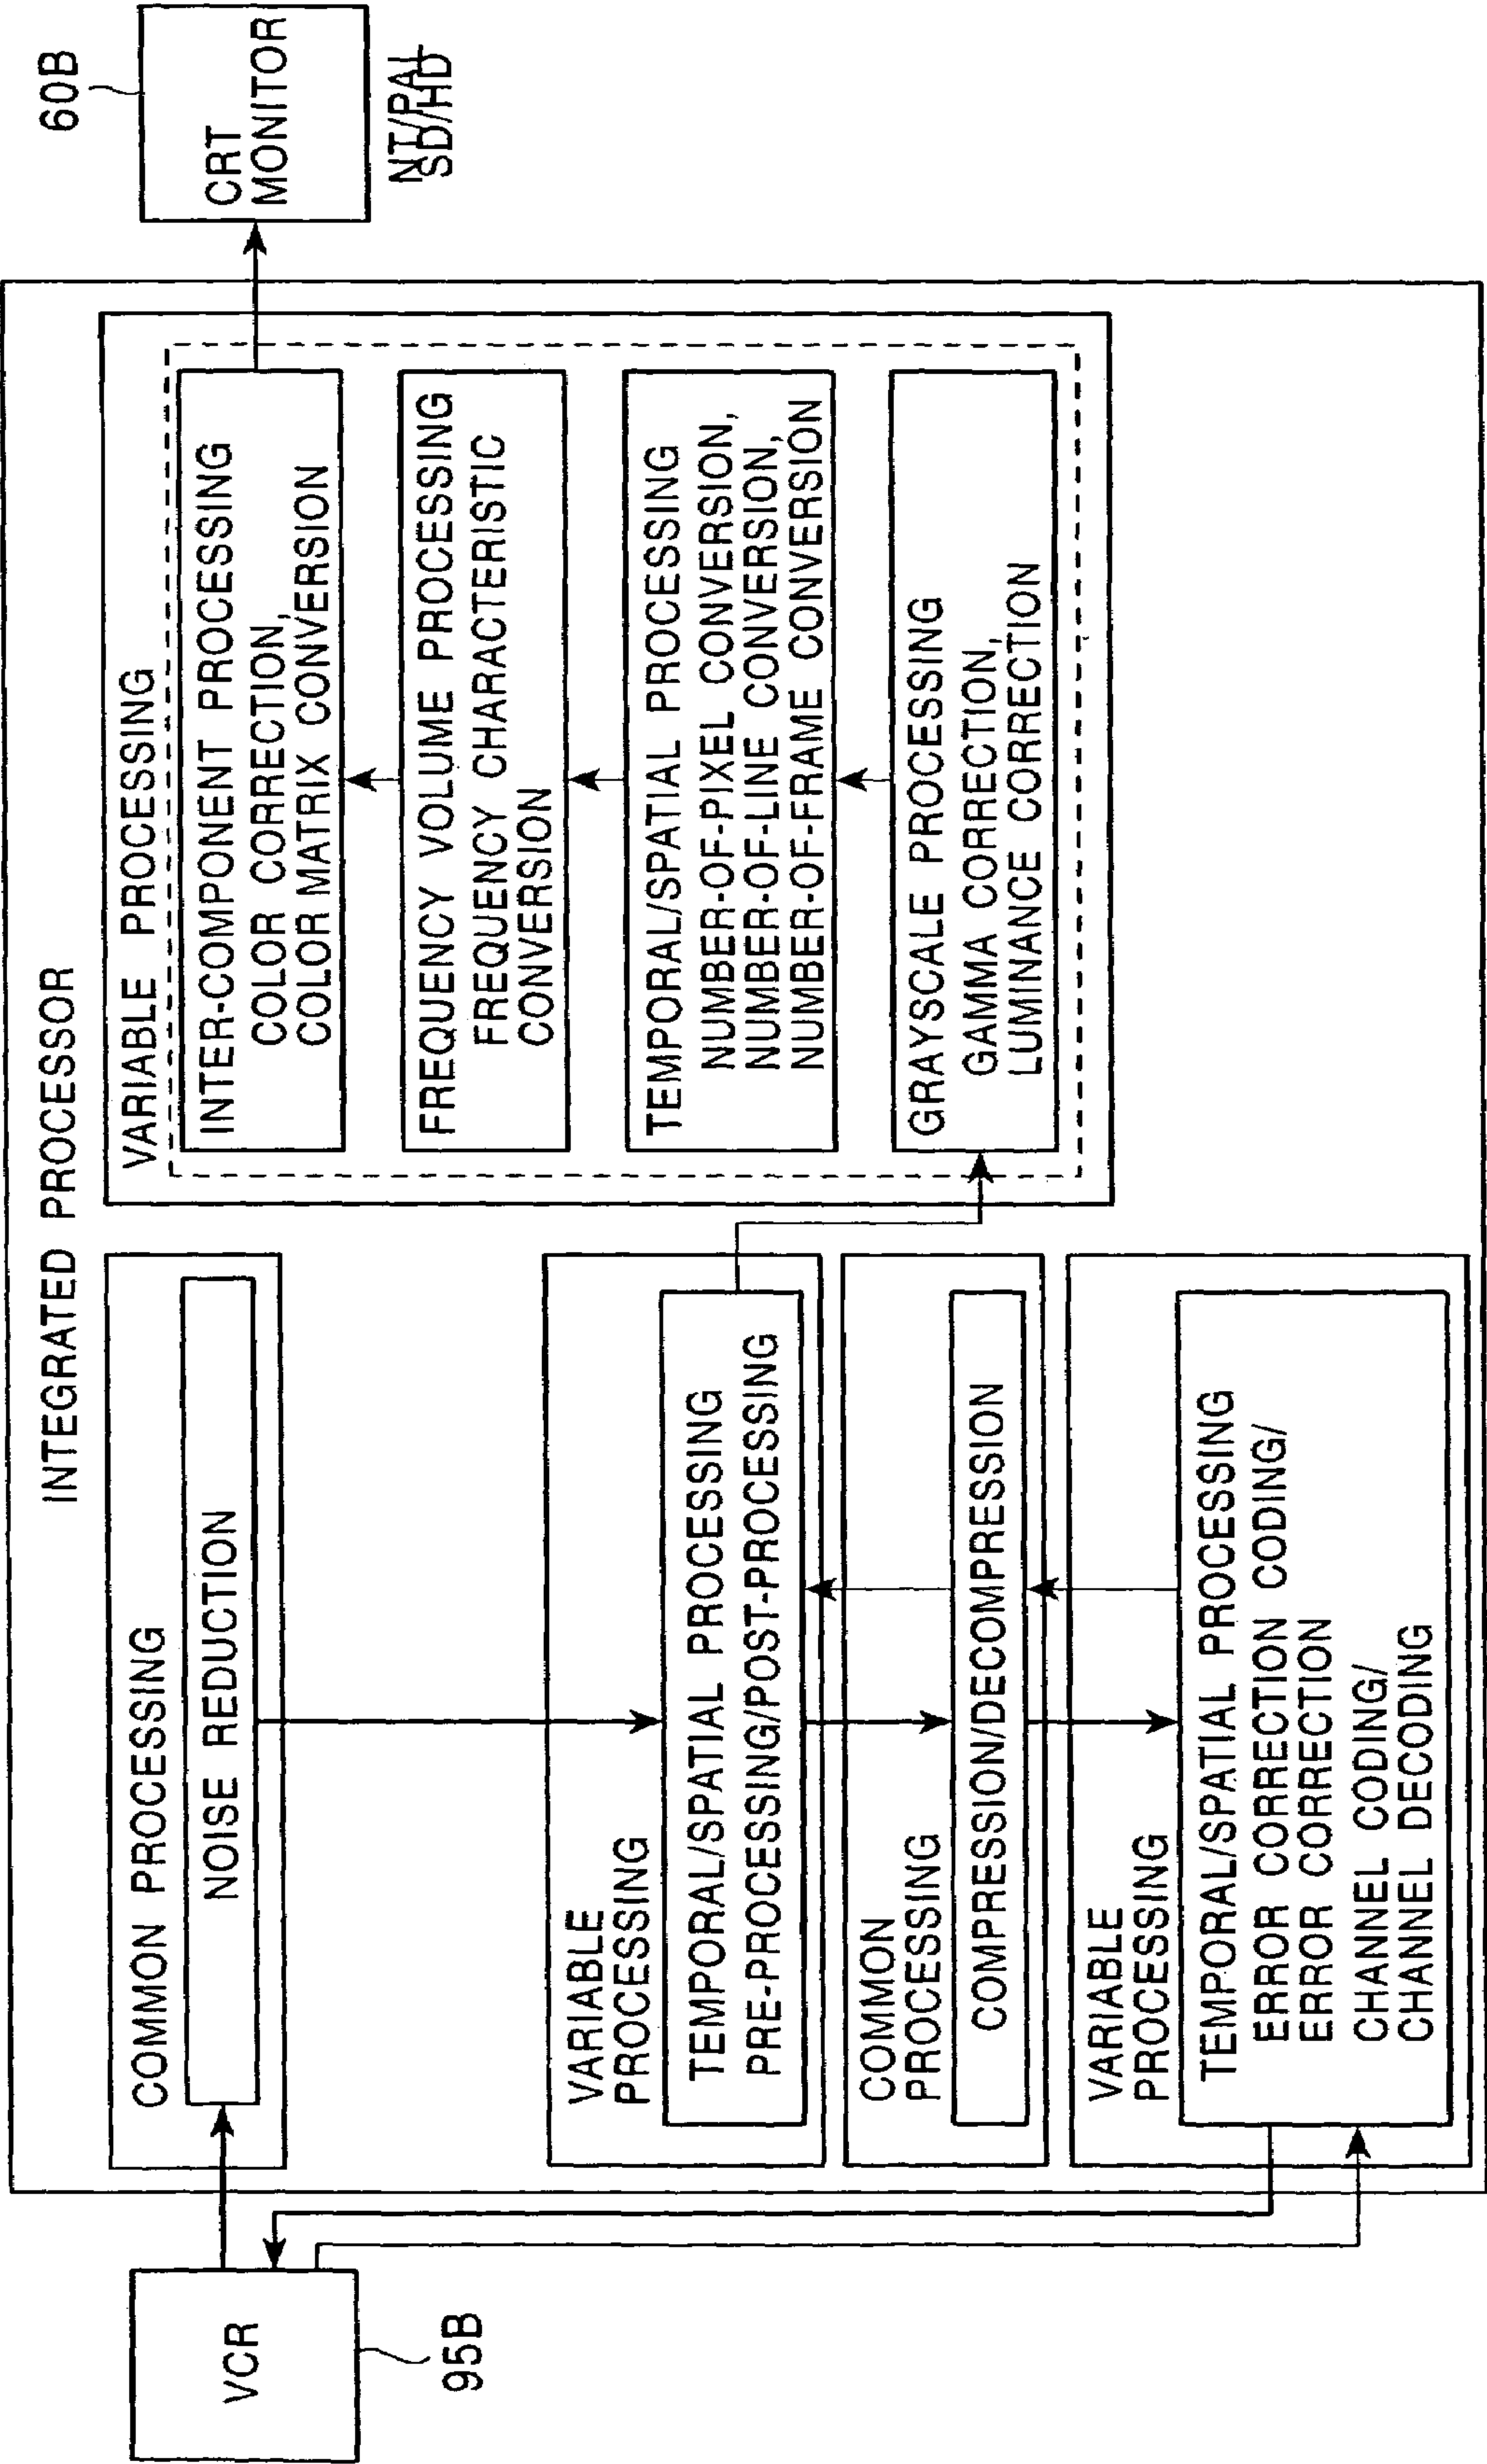 INTEGRATED PROCESSOR
VCR
95B
COMMON PROCESSING
NOISE REDUCTION
VARIABLE
PROCESSING
TEMPORAL/SPATIAL PROCESSING
PRE-PROCESSING/POST-PROCESSING
COMMON
PROCESSING
COMPRESSION/DECOMPRESSION
VARIABLE
PROCESSING
TEMPORAL/SPATIAL PROCESSING
ERROR CORRECTION CODING/
ERROR CORRECTION
CHANNEL CODING/
CHANNEL DECODING
VARIABLE PROCESSING
INTER-COMPONENT PROCESSING
COLOR CORRECTION,
COLOR MATRIX CONVERSION
FREQUENCY VOLUME PROCESSING
FREQUENCY CHARACTERISTIC
CONVERSION
TEMPORAL/SPATIAL PROCESSING
NUMBER-OF-PIXEL CONVERSION,
NUMBER-OF-LINE CONVERSION,
NUMBER-OF-FRAME CONVERSION
GRAYSCALE PROCESSING
GAMMA CORRECTION,
LUMINANCE CORRECTION
60B
CRT
MONITOR
NT/PAL
SD/HD